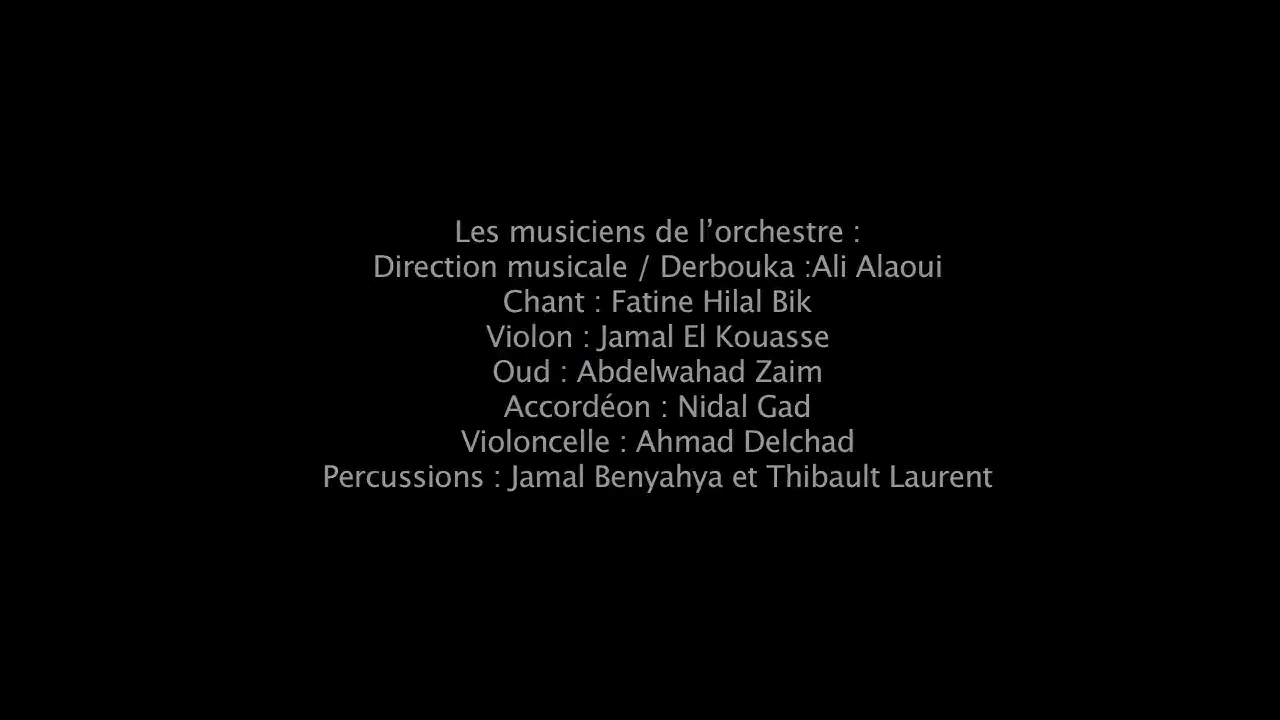 Les musiciens de l’orchestre :
Direction musicale / Derbouka :Ali Alaoui
Chant : Fatine Hilal Bik
Violon : Jamal El Kouasse
Oud : Abdelwahad Zaim
Accordéon : Nidal Gad
Violoncelle : Ahmad Delchad
Percussions : Jamal Benyahya et Thibault Laurent